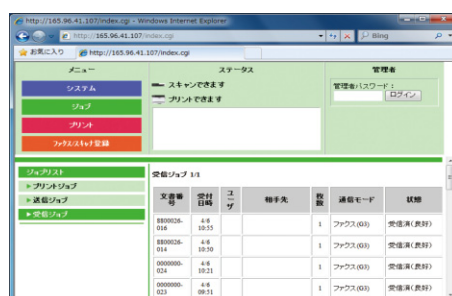 http://165.96.41.107/index.cgi - Windows Internet Explorer
http://165.96.41.107/index.cgi
Bing
お気に入り
http://165.96.41.107/index.cgi
メニュー
ステータス
管理者
システム
ジョブ
プリント
ファクス/スキャナ登録
スキャンできます
プリントできます
管理者パスワード:
ログイン
ジョブリスト
▶プリントジョブ
▶送信ジョブ
▶受信ジョブ
受信ジョブ 1/1
文書番号 受付日時 ユーザ 相手先 枚数 通信モード 状態
8800026-016 4/6 10:55 1 ファクス(G3) 受信済(良好)
8800026-014 4/6 10:50 1 ファクス(G3) 受信済(良好)
0000000-024 4/6 10:21 1 ファクス(G3) 受信済(良好)
0000000-023 4/6 09:51 1 ファクス(G3) 受信済(良好)